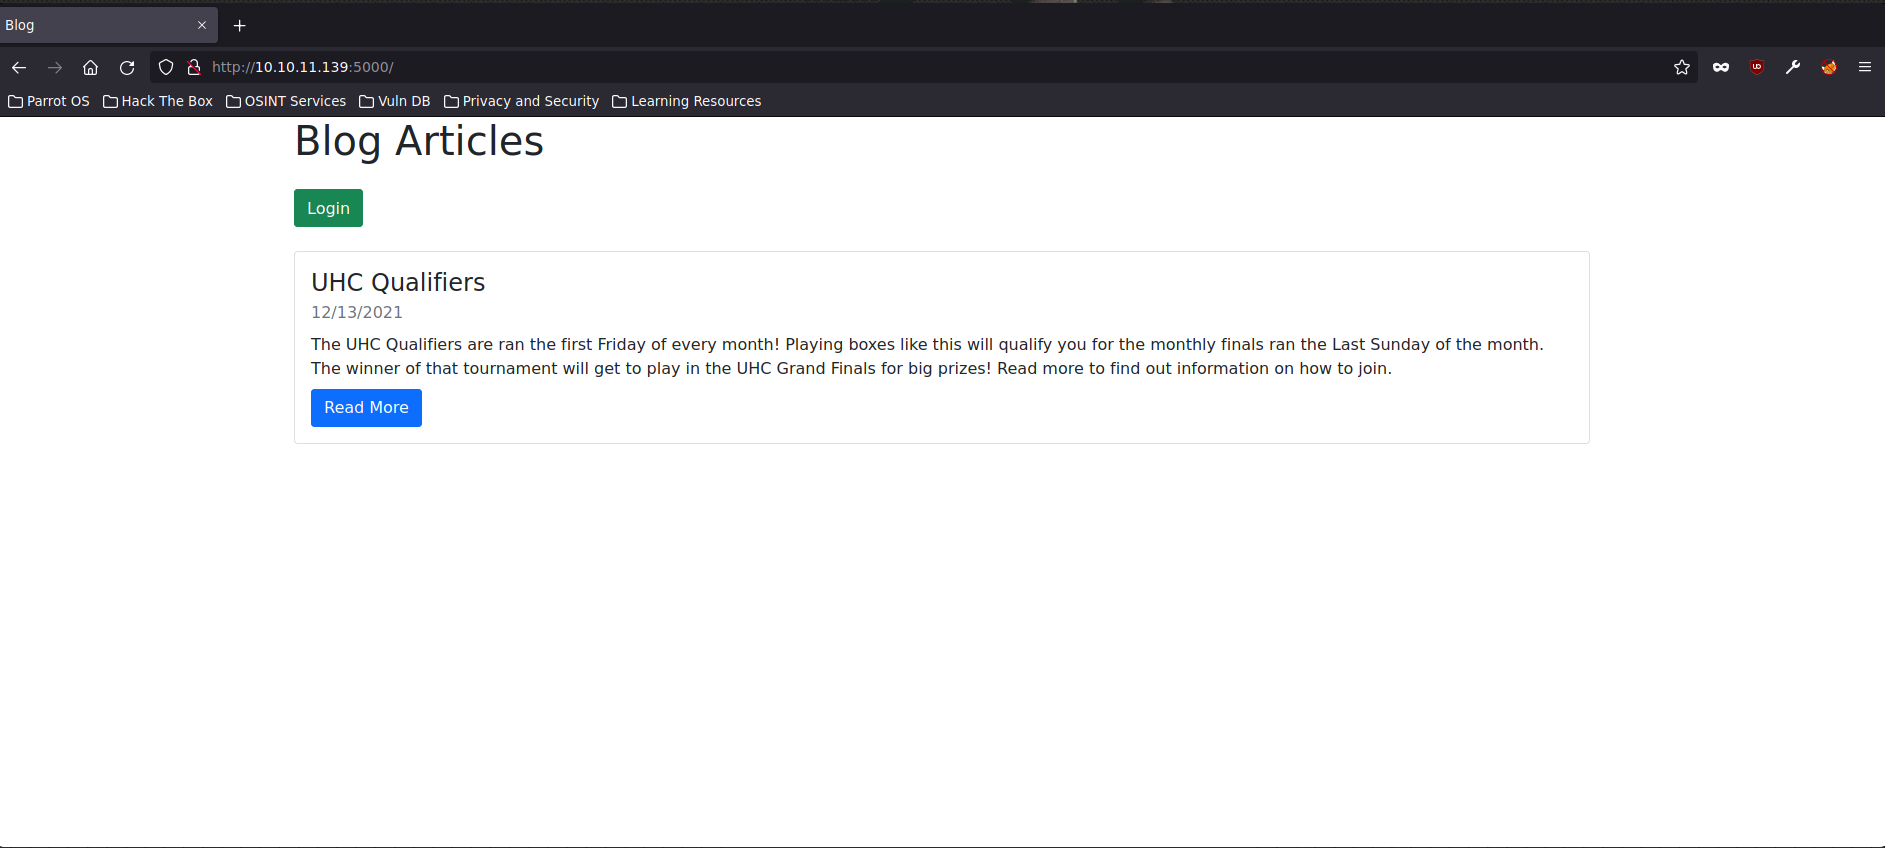 Blog
http://10.10.11.139:5000/
Parrot OS Hack The Box OSINT Services Vuln DB Privacy and Security Learning Resources
Blog Articles
Login
UHC Qualifiers
12/13/2021
The UHC Qualifiers are ran the first Friday of every month! Playing boxes like this will qualify you for the monthly finals ran the Last Sunday of the month.
The winner of that tournament will get to play in the UHC Grand Finals for big prizes! Read more to find out information on how to join.
Read More